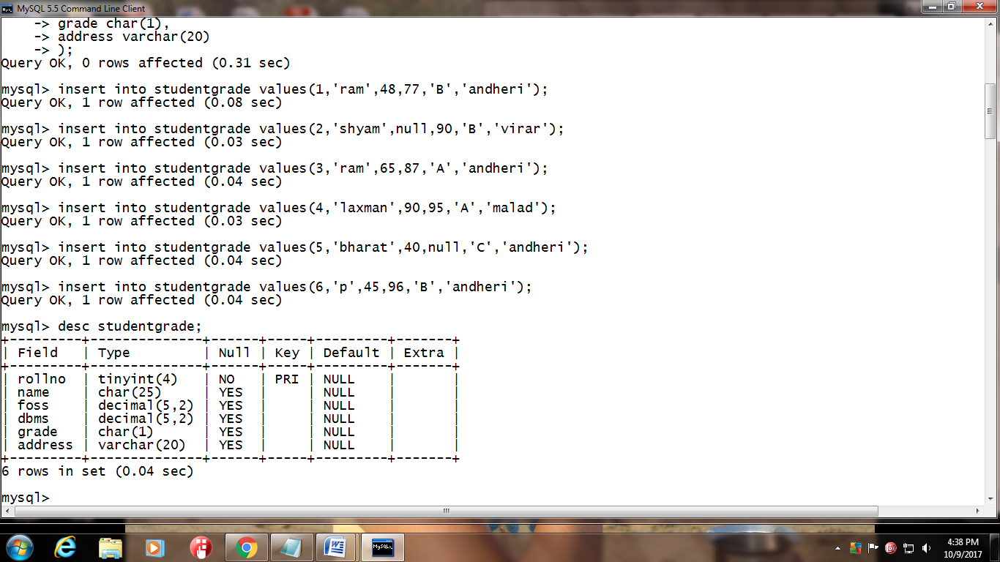 MySQL 5.5 Command Line Client
    -> grade char(1),
    -> address varchar(20)
    -> );
Query OK, 0 rows affected (0.31 sec)

mysql> insert into studentgrade values(1,'ram',48,77,'B','andheri');
Query OK, 1 row affected (0.08 sec)

mysql> insert into studentgrade values(2,'shyam',null,90,'B','virar');
Query OK, 1 row affected (0.03 sec)

mysql> insert into studentgrade values(3,'ram',65,87,'A','andheri');
Query OK, 1 row affected (0.04 sec)

mysql> insert into studentgrade values(4,'laxman',90,95,'A','malad');
Query OK, 1 row affected (0.03 sec)

mysql> insert into studentgrade values(5,'bharat',40,null,'C','andheri');
Query OK, 1 row affected (0.04 sec)

mysql> insert into studentgrade values(6,'p',45,96,'B','andheri');
Query OK, 1 row affected (0.04 sec)

mysql> desc studentgrade;
+---------+--------------+------+-----+---------+-------+
| Field   | Type         | Null | Key | Default | Extra |
+---------+--------------+------+-----+---------+-------+
| rollno  | tinyint(4)   | NO   | PRI | NULL    |       |
| name    | char(25)     | YES  |     | NULL    |       |
| foss    | decimal(5,2) | YES  |     | NULL    |       |
| dbms    | decimal(5,2) | YES  |     | NULL    |       |
| grade   | char(1)      | YES  |     | NULL    |       |
| address | varchar(20)  | YES  |     | NULL    |       |
+---------+--------------+------+-----+---------+-------+
6 rows in set (0.04 sec)

mysql>
4:38 PM
10/9/2017